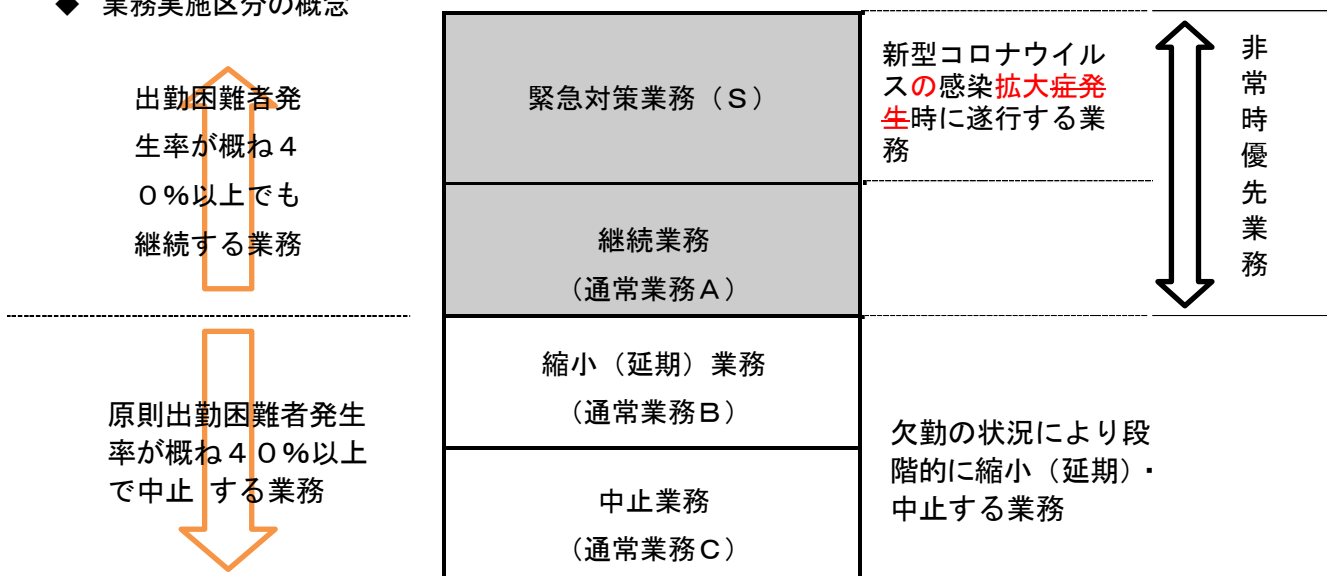 ◆ 業務実施区分の概念
出勤困難者発
生率が概ね４
０%以上でも
継続する業務
緊急対策業務（S）
新型コロナウイル
スの感染拡大症発
生時に遂行する業
務
非
常
時
優
先
業
務
継続業務
（通常業務A）
縮小（延期）業務
（通常業務B）
原則出勤困難者発生
率が概ね４０%以上
で中止 する業務
欠勤の状況により段
階的に縮小（延期）・
中止する業務
中止業務
（通常業務C）